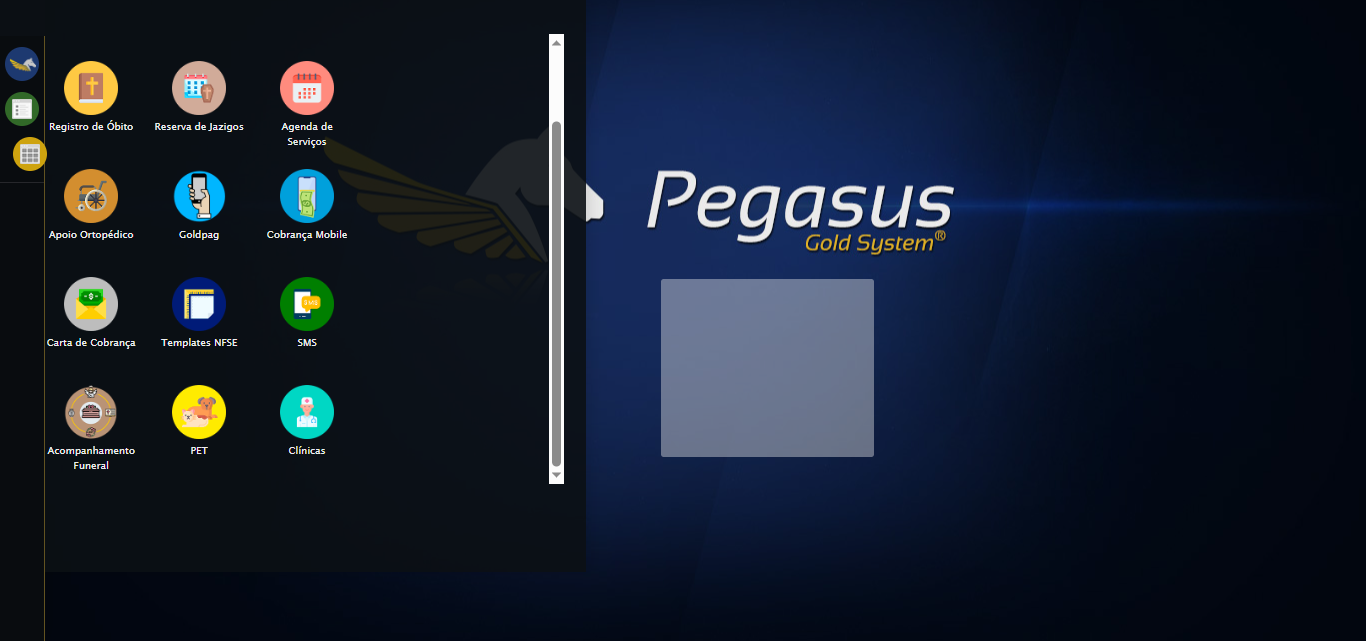 Registro de Óbito
Reserva de Jazigos
Agenda de
Serviços
Apoio Ortopédico
Goldpag
Cobrança Mobile
Carta de Cobrança
Templates NFSE
SMS
Acompanhamento
Funeral
PET
Clínicas
Pegasus
Gold System®